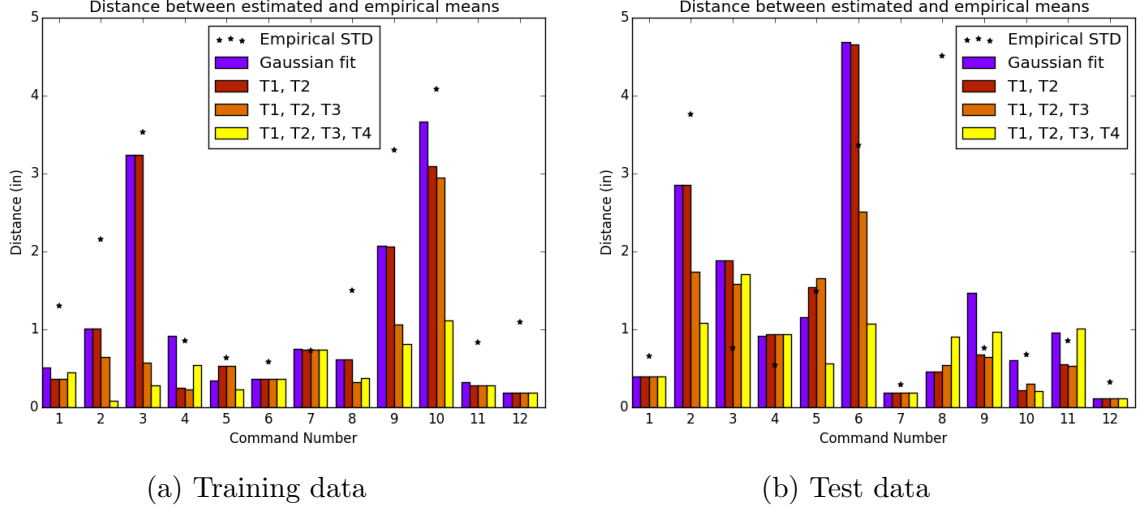 Distance between estimated and empirical means
Empirical STD
Gaussian fit
T1, T2
T1, T2, T3
T1, T2, T3, T4
Distance (in)
5
4
3
2
1
0
1 2 3 4 5 6 7 8 9 10 11 12
Command Number
(a) Training data
Distance between estimated and empirical means
Empirical STD
Gaussian fit
T1, T2
T1, T2, T3
T1, T2, T3, T4
Distance (in)
5
4
3
2
1
0
1 2 3 4 5 6 7 8 9 10 11 12
Command Number
(b) Test data